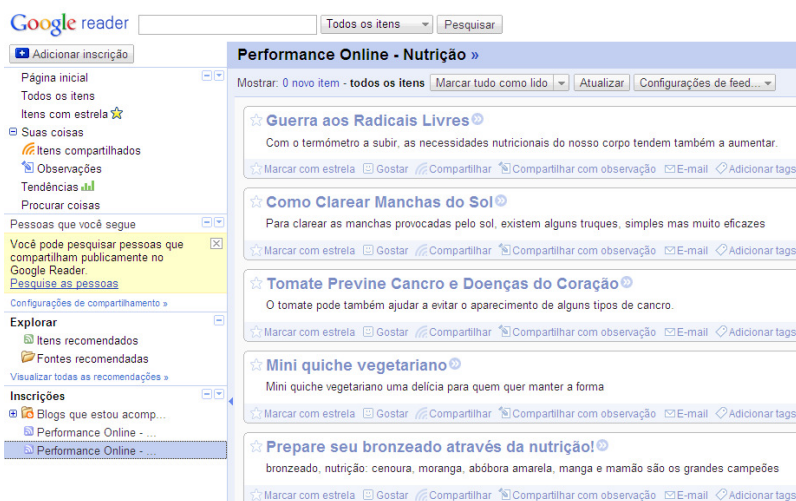 Google reader
Todos os itens
Pesquisar
Adicionar inscrição
Página inicial
Todos os itens
Itens com estrela
Suas coisas
Itens compartilhados
Observações
Tendências
Procurar coisas
Pessoas que você segue
Você pode pesquisar pessoas que
compartilham publicamente no
Google Reader.
Pesquise as pessoas
Configurações de compartilhamento »
Explorar
Itens recomendados
Fontes recomendadas
Visualizar todas as recomendações »
Inscrições
Blogs que estou acomp...
Performance Online - ...
Performance Online - ...
Performance Online - Nutrição »
Mostrar: 0 novo item - todos os itens Marcar tudo como lido Atualizar Configurações de feed...
Guerra aos Radicais Livres
Com o termómetro a subir, as necessidades nutricionais do nosso corpo tendem também a aumentar.
Marcar com estrela Gostar Compartilhar Compartilhar com observação E-mail Adicionar tags
Como Clarear Manchas do Sol
Para clarear as manchas provocadas pelo sol, existem alguns truques, simples mas muito eficazes
Marcar com estrela Gostar Compartilhar Compartilhar com observação E-mail Adicionar tags
Tomate Previne Cancro e Doenças do Coração
O tomate pode também ajudar a evitar o aparecimento de alguns tipos de cancro.
Marcar com estrela Gostar Compartilhar Compartilhar com observação E-mail Adicionar tags
Mini quiche vegetariano
Mini quiche vegetariano uma delícia para quem quer manter a forma
Marcar com estrela Gostar Compartilhar Compartilhar com observação E-mail Adicionar tags
Prepare seu bronzeado através da nutrição!
bronzeado, nutrição: cenoura, moranga, abóbora amarela, manga e mamão são os grandes campeões
Marcar com estrela Gostar Compartilhar Compartilhar com observação E-mail Adicionar tags